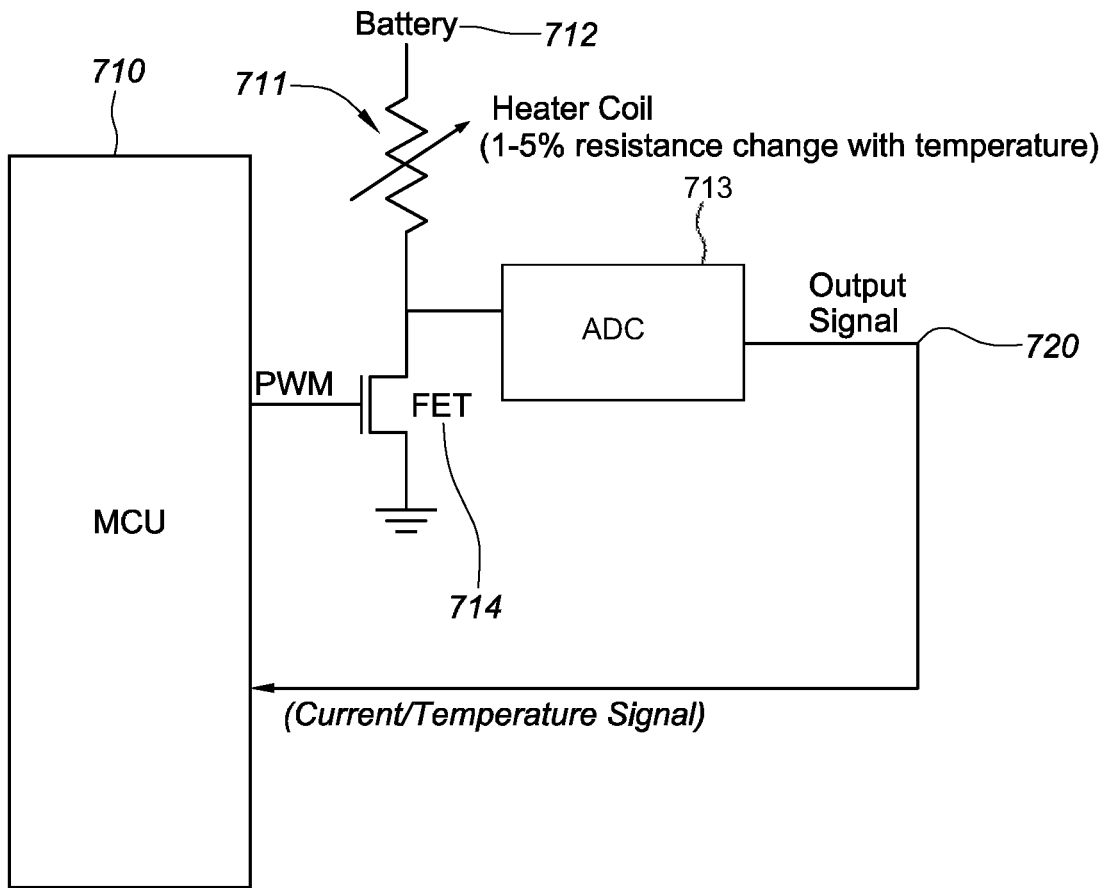 Battery 712
710
711
Heater Coil
(1-5% resistance change with temperature)
713
Output
Signal
ADC
720
PWM
FET
MCU
714
(Current/Temperature Signal)